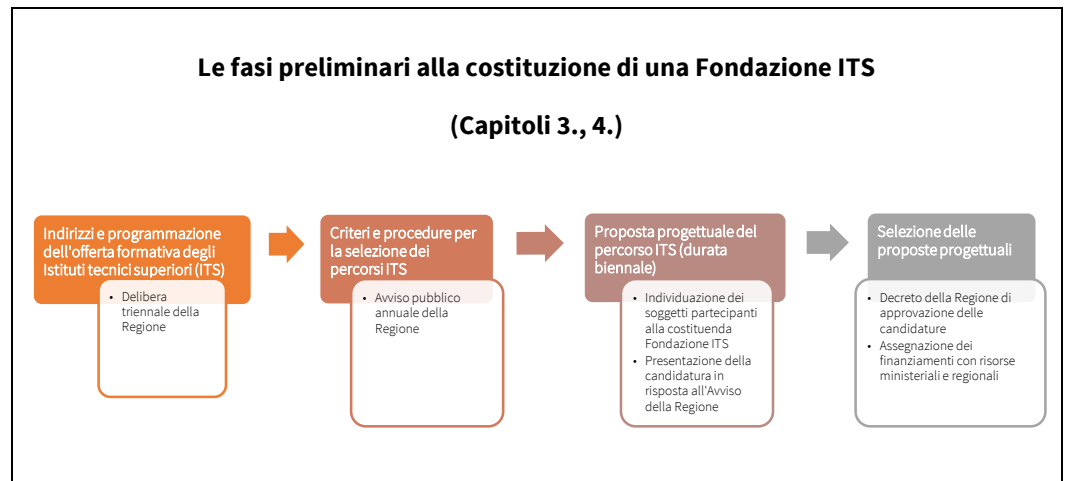 Le fasi preliminari alla costituzione di una Fondazione ITS
(Capitoli 3., 4.)
Indirizzi e programmazione
dell'offerta formativa degli
Istituti tecnici superiori (ITS)
• Delibera
triennale della
Regione
Criteri e procedure per
la selezione dei
percorsi ITS
• Avviso pubblico
annuale della
Regione
Proposta progettuale del
percorso ITS (durata
biennale)
• Individuazione dei
soggetti partecipanti
alla costituenda
Fondazione ITS
• Presentazione della
candidatura in
risposta all'Avviso
della Regione
Selezione delle
proposte progettuali
• Decreto della Regione di
approvazione delle
candidature
• Assegnazione dei
finanziamenti con risorse
ministeriali e regionali